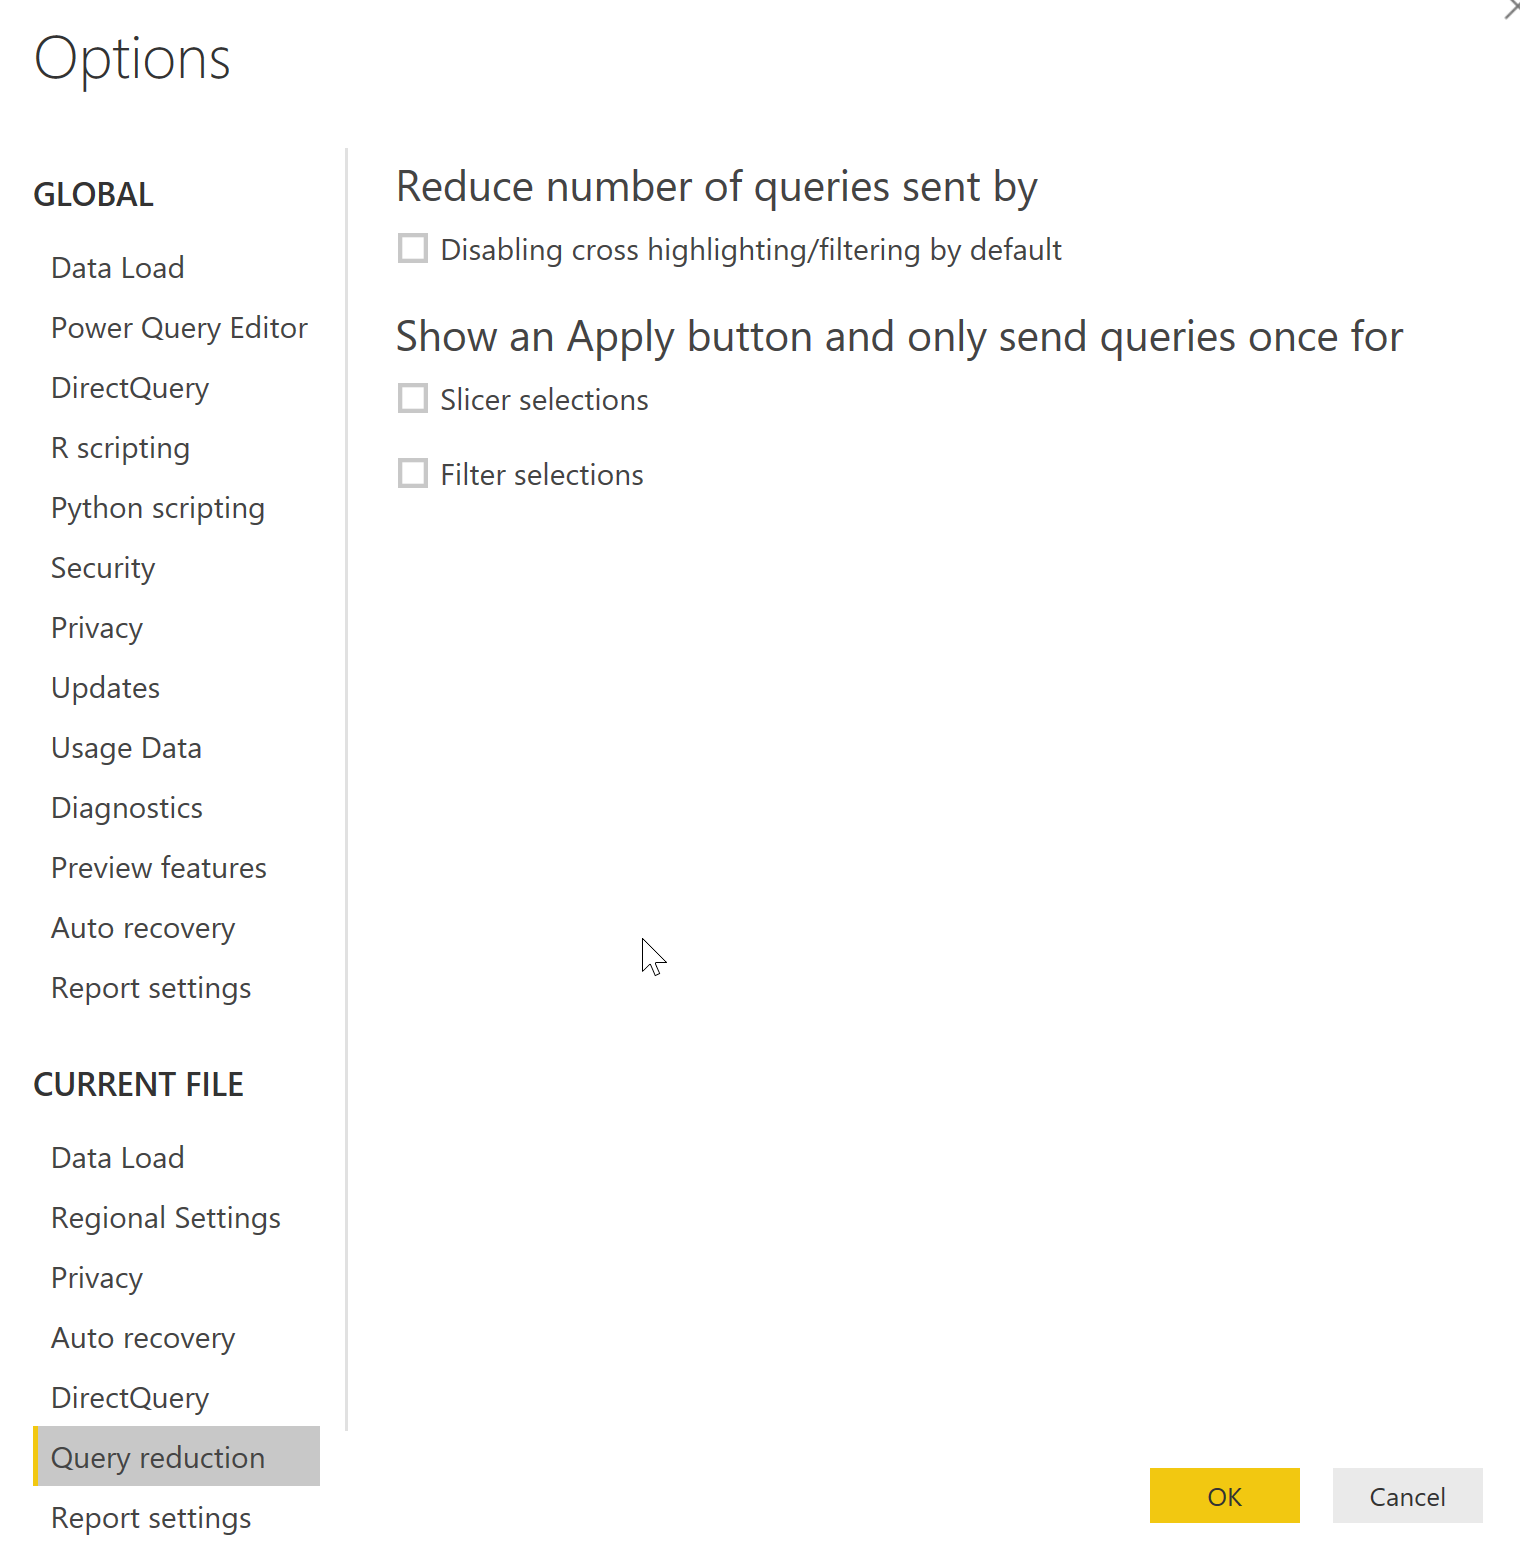 Options
GLOBAL
Data Load
Power Query Editor
DirectQuery
R scripting
Python scripting
Security
Privacy
Updates
Usage Data
Diagnostics
Preview features
Auto recovery
Report settings
CURRENT FILE
Data Load
Regional Settings
Privacy
Auto recovery
DirectQuery
Query reduction
Report settings
Reduce number of queries sent by
Disabling cross highlighting/filtering by default
Show an Apply button and only send queries once for
Slicer selections
Filter selections
OK
Cancel